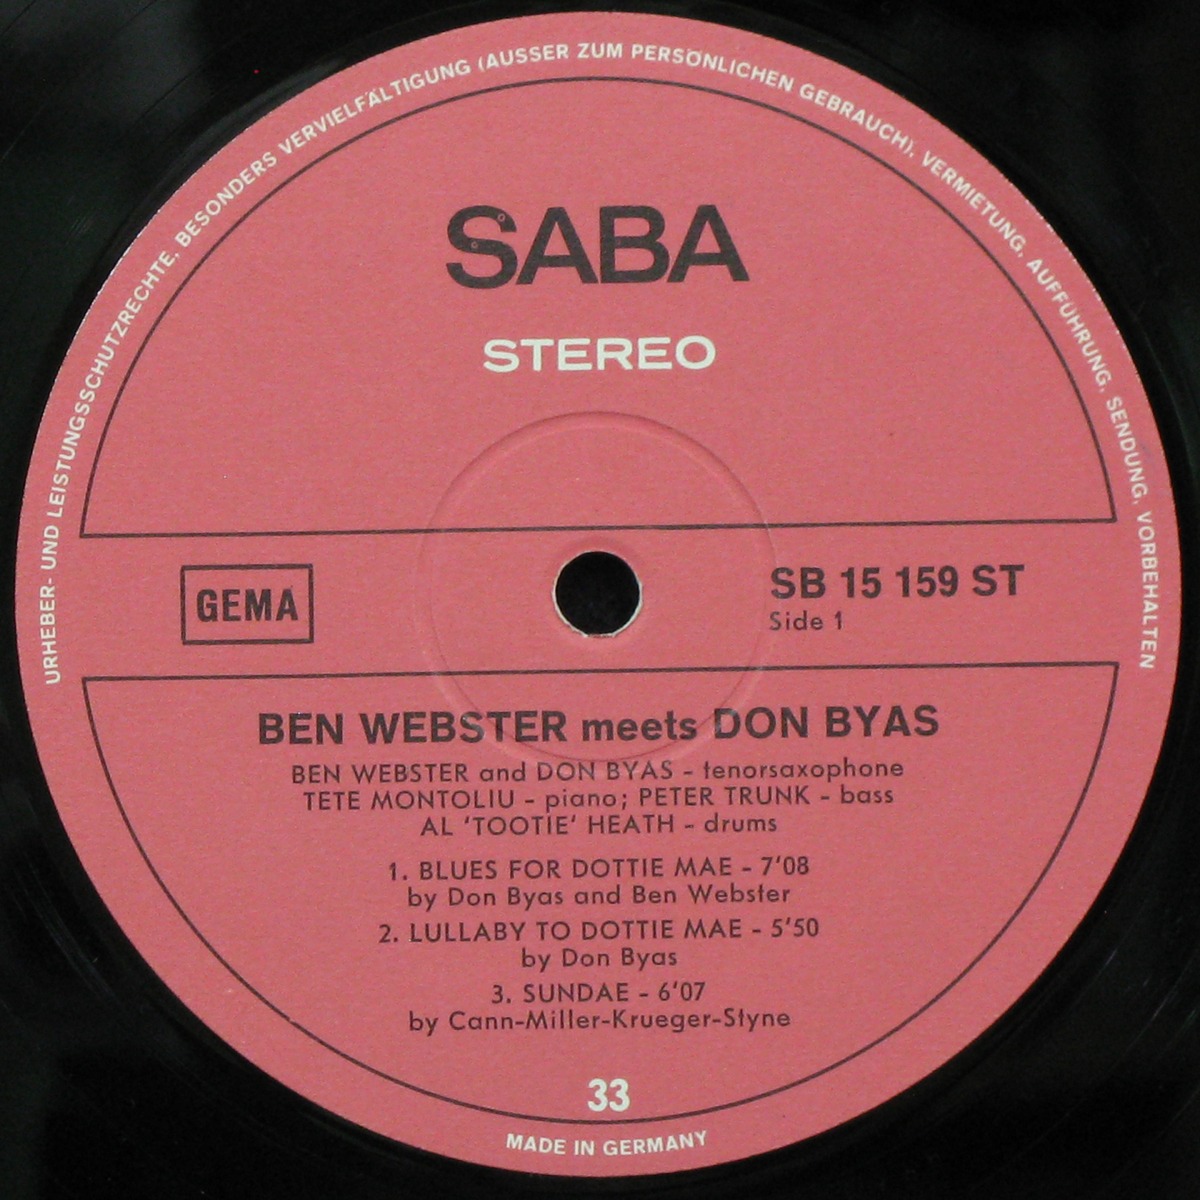 URHEBER- UND LEISTUNGSSCHUTZRECHTE, BESONDERS VERVIELFÄLTIGUNG (AUSSER ZUM PERSÖNLICHEN GEBRAUCH), VERMIETUNG, AUFFÜHRUNG, SENDUNG, VORBEHALTEN
SABA
STEREO
GEMA
SB 15 159 ST
Side 1
BEN WEBSTER meets DON BYAS
BEN WEBSTER and DON BYAS - tenorsaxophone
TETE MONTOLIU - piano; PETER TRUNK - bass
AL 'TOOTIE' HEATH - drums
1. BLUES FOR DOTTIE MAE - 7'08
by Don Byas and Ben Webster
2. LULLABY TO DOTTIE MAE - 5'50
by Don Byas
3. SUNDAE - 6'07
by Cann-Miller-Krueger-Styne
33
MADE IN GERMANY